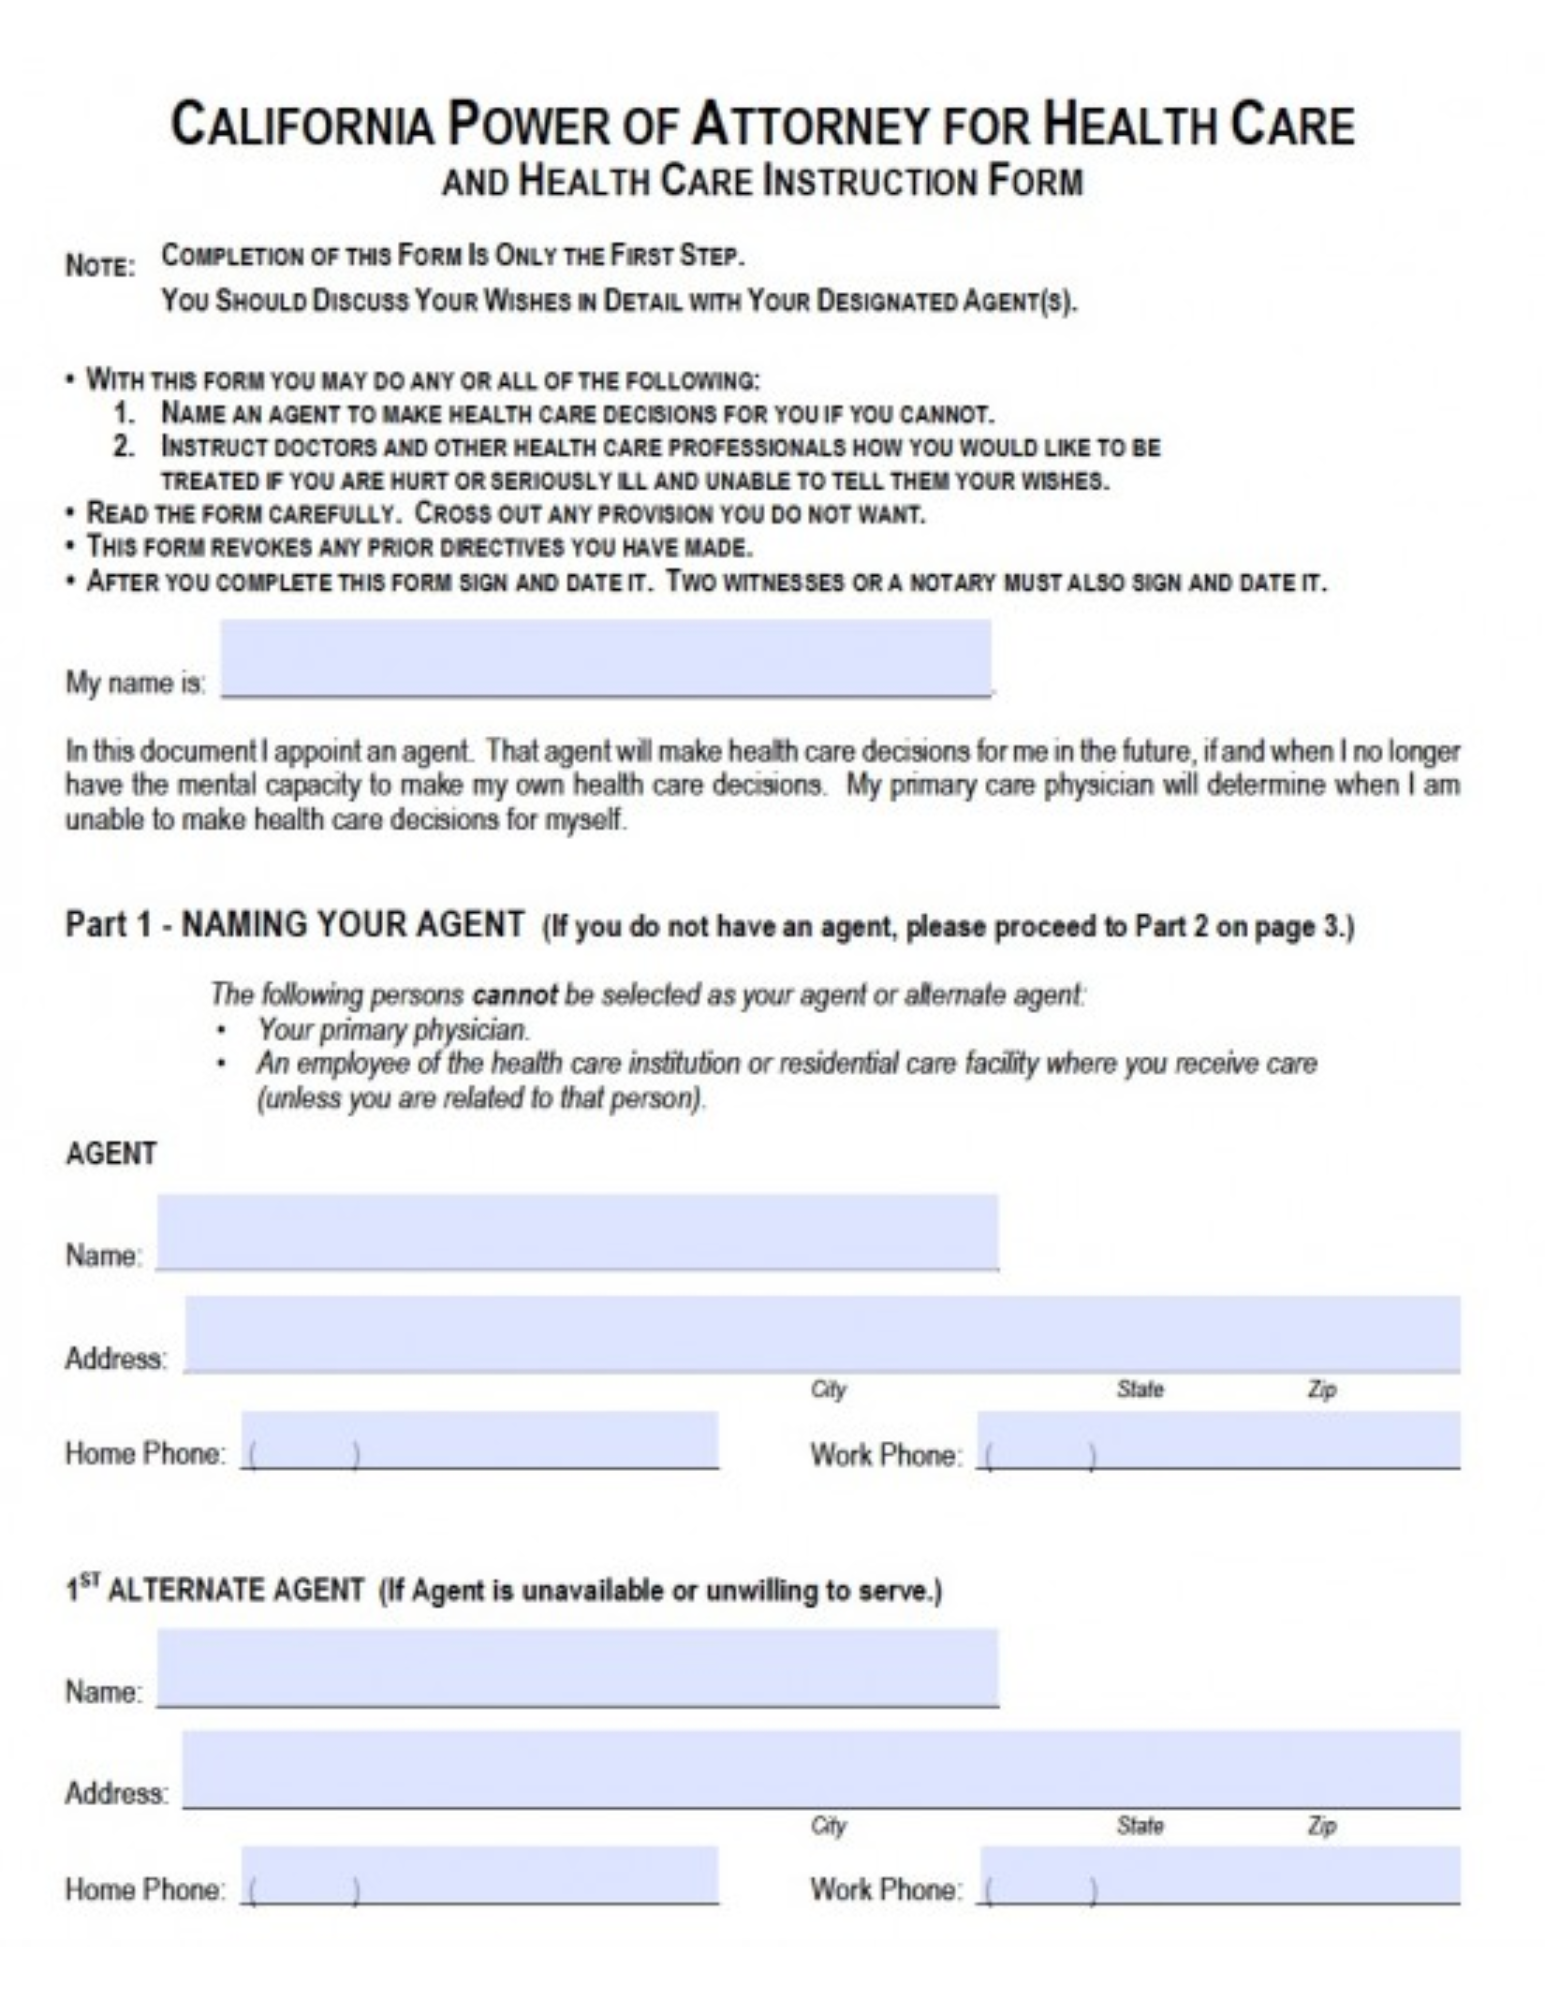 CALIFORNIA POWER OF ATTORNEY FOR HEALTH CARE
AND HEALTH CARE INSTRUCTION FORM
NOTE: COMPLETION OF THIS FORM IS ONLY THE FIRST STEP.
YOU SHOULD DISCUSS YOUR WISHES IN DETAIL WITH YOUR DESIGNATED AGENT(S).
• WITH THIS FORM YOU MAY DO ANY OR ALL OF THE FOLLOWING:
1. NAME AN AGENT TO MAKE HEALTH CARE DECISIONS FOR YOU IF YOU CANNOT.
2. INSTRUCT DOCTORS AND OTHER HEALTH CARE PROFESSIONALS HOW YOU WOULD LIKE TO BE
TREATED IF YOU ARE HURT OR SERIOUSLY ILL AND UNABLE TO TELL THEM YOUR WISHES.
• READ THE FORM CAREFULLY. CROSS OUT ANY PROVISION YOU DO NOT WANT.
• THIS FORM REVOKES ANY PRIOR DIRECTIVES YOU HAVE MADE.
• AFTER YOU COMPLETE THIS FORM SIGN AND DATE IT. TWO WITNESSES OR A NOTARY MUST ALSO SIGN AND DATE IT.
My name is: .
In this document I appoint an agent. That agent will make health care decisions for me in the future, if and when I no longer
have the mental capacity to make my own health care decisions. My primary care physician will determine when I am
unable to make health care decisions for myself.
Part 1 - NAMING YOUR AGENT (If you do not have an agent, please proceed to Part 2 on page 3.)
The following persons cannot be selected as your agent or alternate agent:
• Your primary physician.
• An employee of the health care institution or residential care facility where you receive care
(unless you are related to that person).
AGENT
Name:
Address:
City State Zip
Home Phone: ( ) Work Phone: ( )
1ST ALTERNATE AGENT (If Agent is unavailable or unwilling to serve.)
Name:
Address:
City State Zip
Home Phone: ( ) Work Phone: ( )